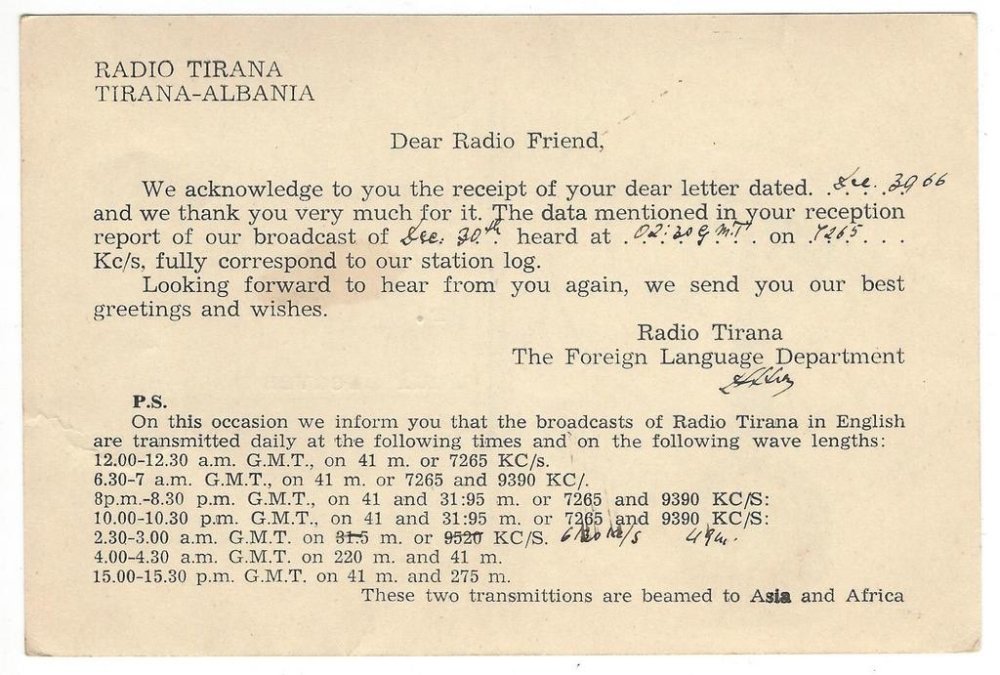 RADIO TIRANA
TIRANA-ALBANIA
Dear Radio Friend,
We acknowledge to you the receipt of your dear letter dated. Dec. 30 66
and we thank you very much for it. The data mentioned in your reception
report of our broadcast of Dec. 30th. heard at .02:30 G.M.T. on .7265. . .
Kc/s, fully correspond to our station log.
Looking forward to hear from you again, we send you our best
greetings and wishes.
Radio Tirana
The Foreign Language Department
P.S.
On this occasion we inform you that the broadcasts of Radio Tirana in English
are transmitted daily at the following times and on the following wave lengths:
12.00-12.30 a.m. G.M.T., on 41 m. or 7265 KC/s.
6.30-7 a.m. G.M.T., on 41 m. or 7265 and 9390 KC/.
8p.m.-8.30 p.m. G.M.T., on 41 and 31:95 m. or 7265 and 9390 KC/S:
10.00-10.30 p.m. G.M.T., on 41 and 31:95 m. or 7265 and 9390 KC/S:
2.30-3.00 a.m. G.M.T. on 31.5 m. or 9520 KC/S. 49m.
4.00-4.30 a.m. G.M.T. on 220 m. and 41 m.
15.00-15.30 p.m. G.M.T. on 41 m. and 275 m.
These two transmittions are beamed to Asia and Africa